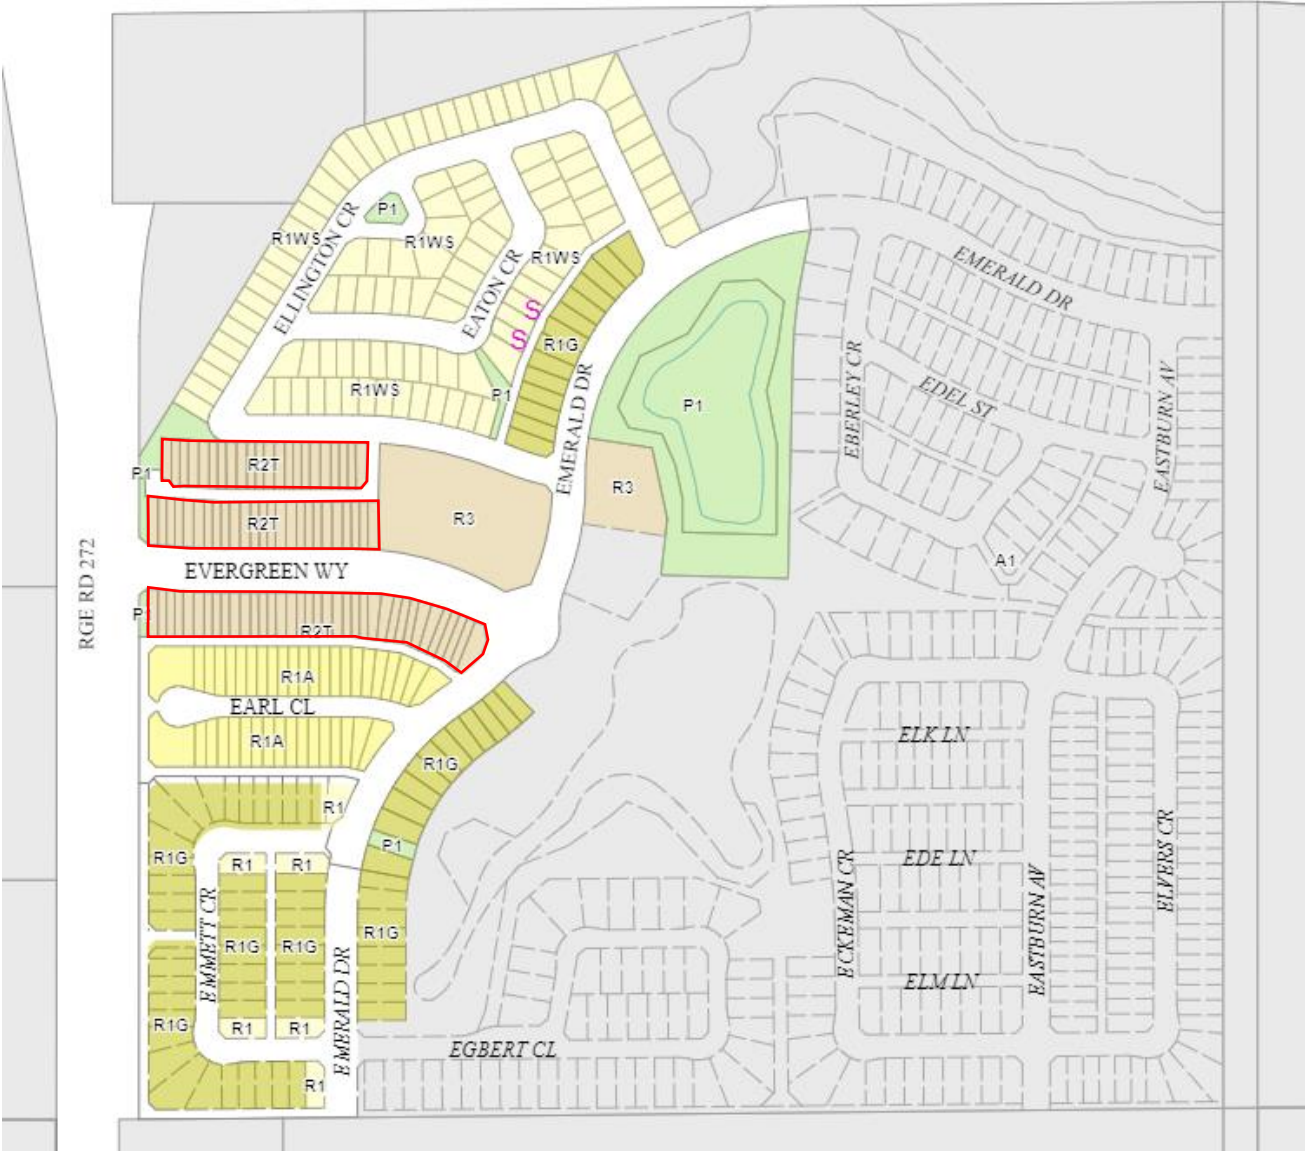 P1
R1WS
R1WS
ELLINGTON CR
R1WS
EATON CR
EMERALD DR
S
S
R1G
EBERLEY CR
EDEL ST
EASTBURN AV
R1WS
P1
EMERALD DR
P1
R2T
P1
R3
R3
R2T
A1
EVERGREEN WY
RGE RD 272
P
R2T
R1A
EARL CL
R1A
R1G
ELK LN
R1
P1
R1G
R1
R1
EDE LN
ELVERS CR
ECKEMAN CR
EASTBURN AV
R1G
R1G
R1G
EMMETT CR
EMERALD DR
ELM LN
R1G
R1
R1
EGBERT CL
R1